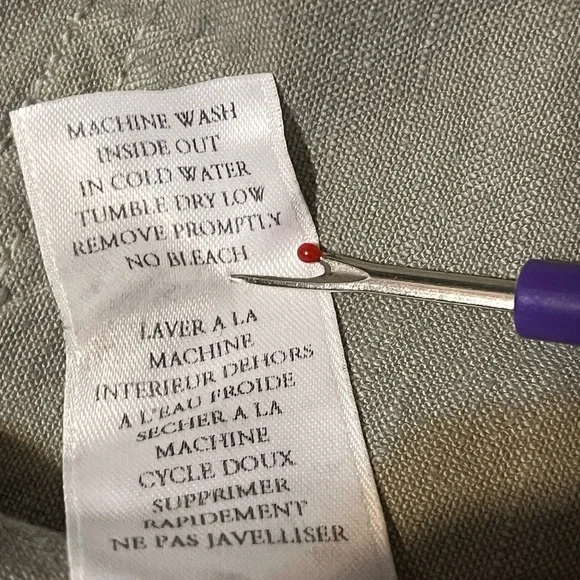 MACHINE WASH
INSIDE OUT
IN COLD WATER
TUMBLE DRY LOW
REMOVE PROMPTLY
NO BLEACH
LAVER A LA
MACHINE
INTERIEUR DEHORS
A L'EAU FROIDE
SECHER A LA
MACHINE
CYCLE DOUX
SUPPRIMER
RAPIDEMENT
NE PAS JAVELLISER